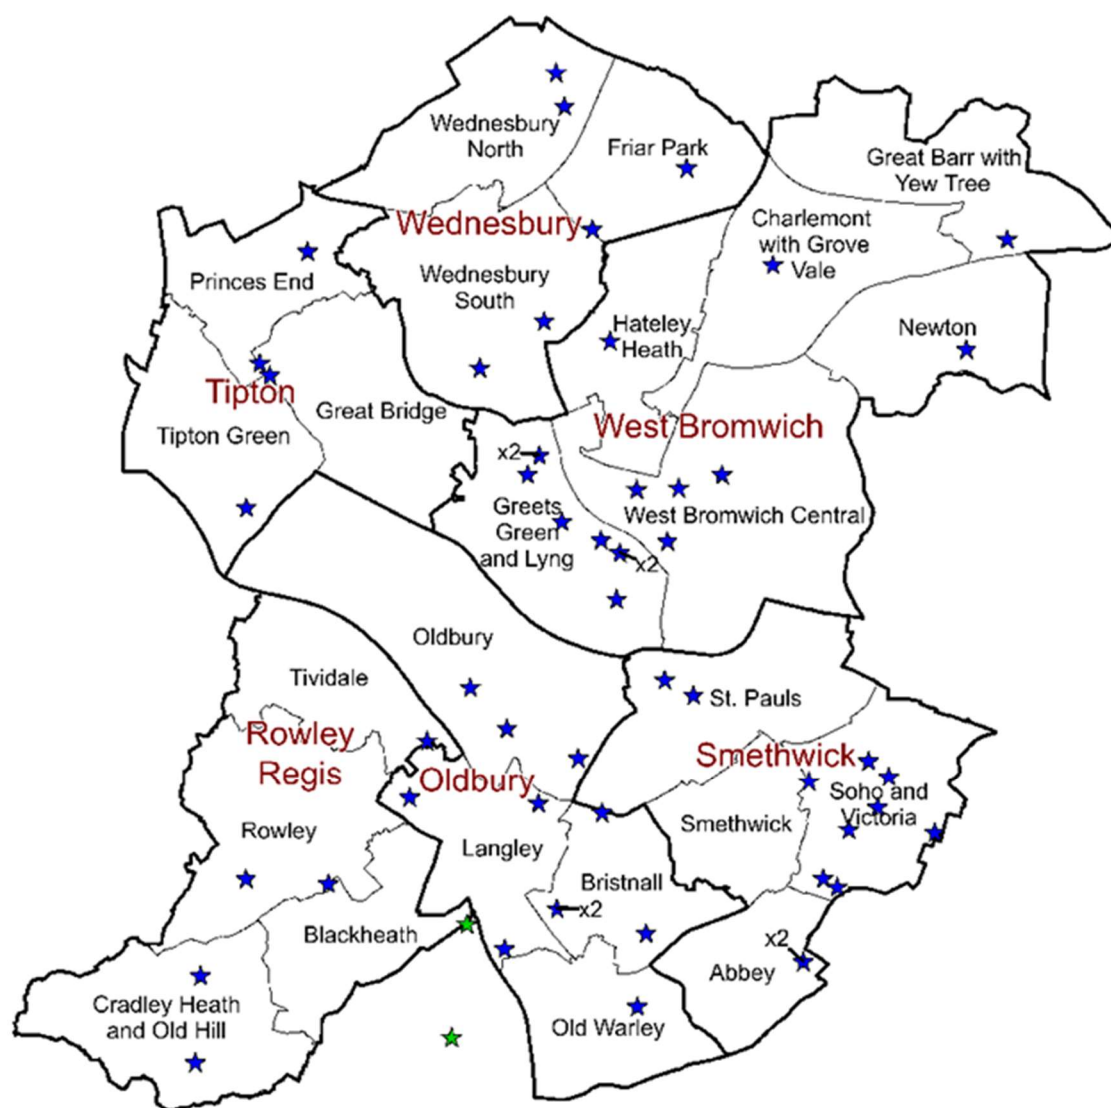 Wednesbury
North
Friar Park
Great Barr with
Yew Tree
Wednesbury
Charlemont
with Grove
Vale
Princes End
Wednesbury
South
Hateley
Heath
Newton
Tipton
Great Bridge
Tipton Green
West Bromwich
x2
Greets
Green
and Lyng
West Bromwich Central
x2
Oldbury
Tividale
St. Pauls
Rowley
Regis
Oldbury
Smethwick
Soho and
Victoria
Smethwick
Rowley
Langley
Bristnall
x2
Blackheath
x2
Abbey
Cradley Heath
and Old Hill
Old Warley